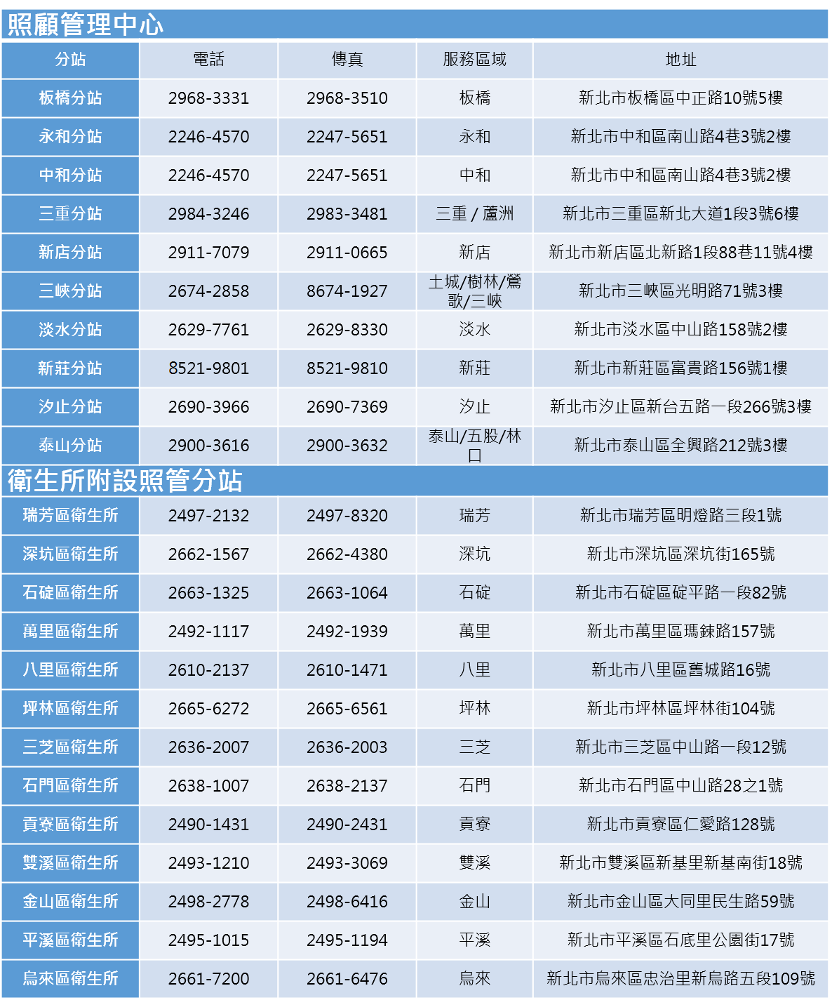 照顧管理中心
分站 電話 傳真 服務區域 地址
板橋分站 2968-3331 2968-3510 板橋 新北市板橋區中正路10號5樓
永和分站 2246-4570 2247-5651 永和 新北市中和區南山路4巷3號2樓
中和分站 2246-4570 2247-5651 中和 新北市中和區南山路4巷3號2樓
三重分站 2984-3246 2983-3481 三重 / 蘆洲 新北市三重區新北大道1段3號6樓
新店分站 2911-7079 2911-0665 新店 新北市新店區北新路1段88巷11號4樓
三峽分站 2674-2858 8674-1927 土城/樹林/鶯
歌/三峽 新北市三峽區光明路71號3樓
淡水分站 2629-7761 2629-8330 淡水 新北市淡水區中山路158號2樓
新莊分站 8521-9801 8521-9810 新莊 新北市新莊區富貴路156號1樓
汐止分站 2690-3966 2690-7369 汐止 新北市汐止區新台五路一段266號3樓
泰山分站 2900-3616 2900-3632 泰山/五股/林
口 新北市泰山區全興路212號3樓
衛生所附設照管分站
瑞芳區衛生所 2497-2132 2497-8320 瑞芳 新北市瑞芳區明燈路三段1號
深坑區衛生所 2662-1567 2662-4380 深坑 新北市深坑區深坑街165號
石碇區衛生所 2663-1325 2663-1064 石碇 新北市石碇區碇平路一段82號
萬里區衛生所 2492-1117 2492-1939 萬里 新北市萬里區瑪鋉路157號
八里區衛生所 2610-2137 2610-1471 八里 新北市八里區舊城路16號
坪林區衛生所 2665-6272 2665-6561 坪林 新北市坪林區坪林街104號
三芝區衛生所 2636-2007 2636-2003 三芝 新北市三芝區中山路一段12號
石門區衛生所 2638-1007 2638-2137 石門 新北市石門區中山路28之1號
貢寮區衛生所 2490-1431 2490-2431 貢寮 新北市貢寮區仁愛路128號
雙溪區衛生所 2493-1210 2493-3069 雙溪 新北市雙溪區新基里新基南街18號
金山區衛生所 2498-2778 2498-6416 金山 新北市金山區大同里民生路59號
平溪區衛生所 2495-1015 2495-1194 平溪 新北市平溪區石底里公園街17號
烏來區衛生所 2661-7200 2661-6476 烏來 新北市烏來區忠治里新烏路五段109號